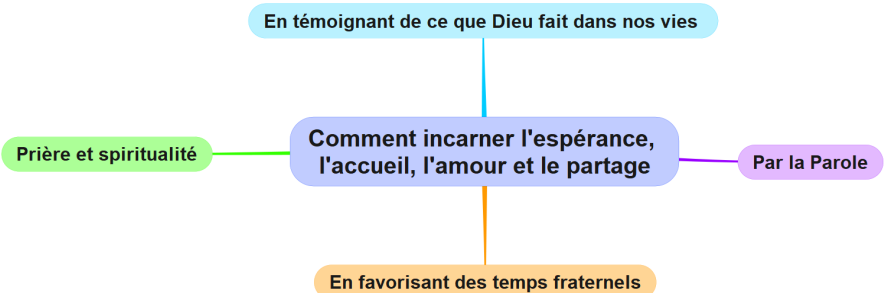 En témoignant de ce que Dieu fait dans nos vies
Prière et spiritualité
Comment incarner l'espérance,
l'accueil, l'amour et le partage
Par la Parole
En favorisant des temps fraternels